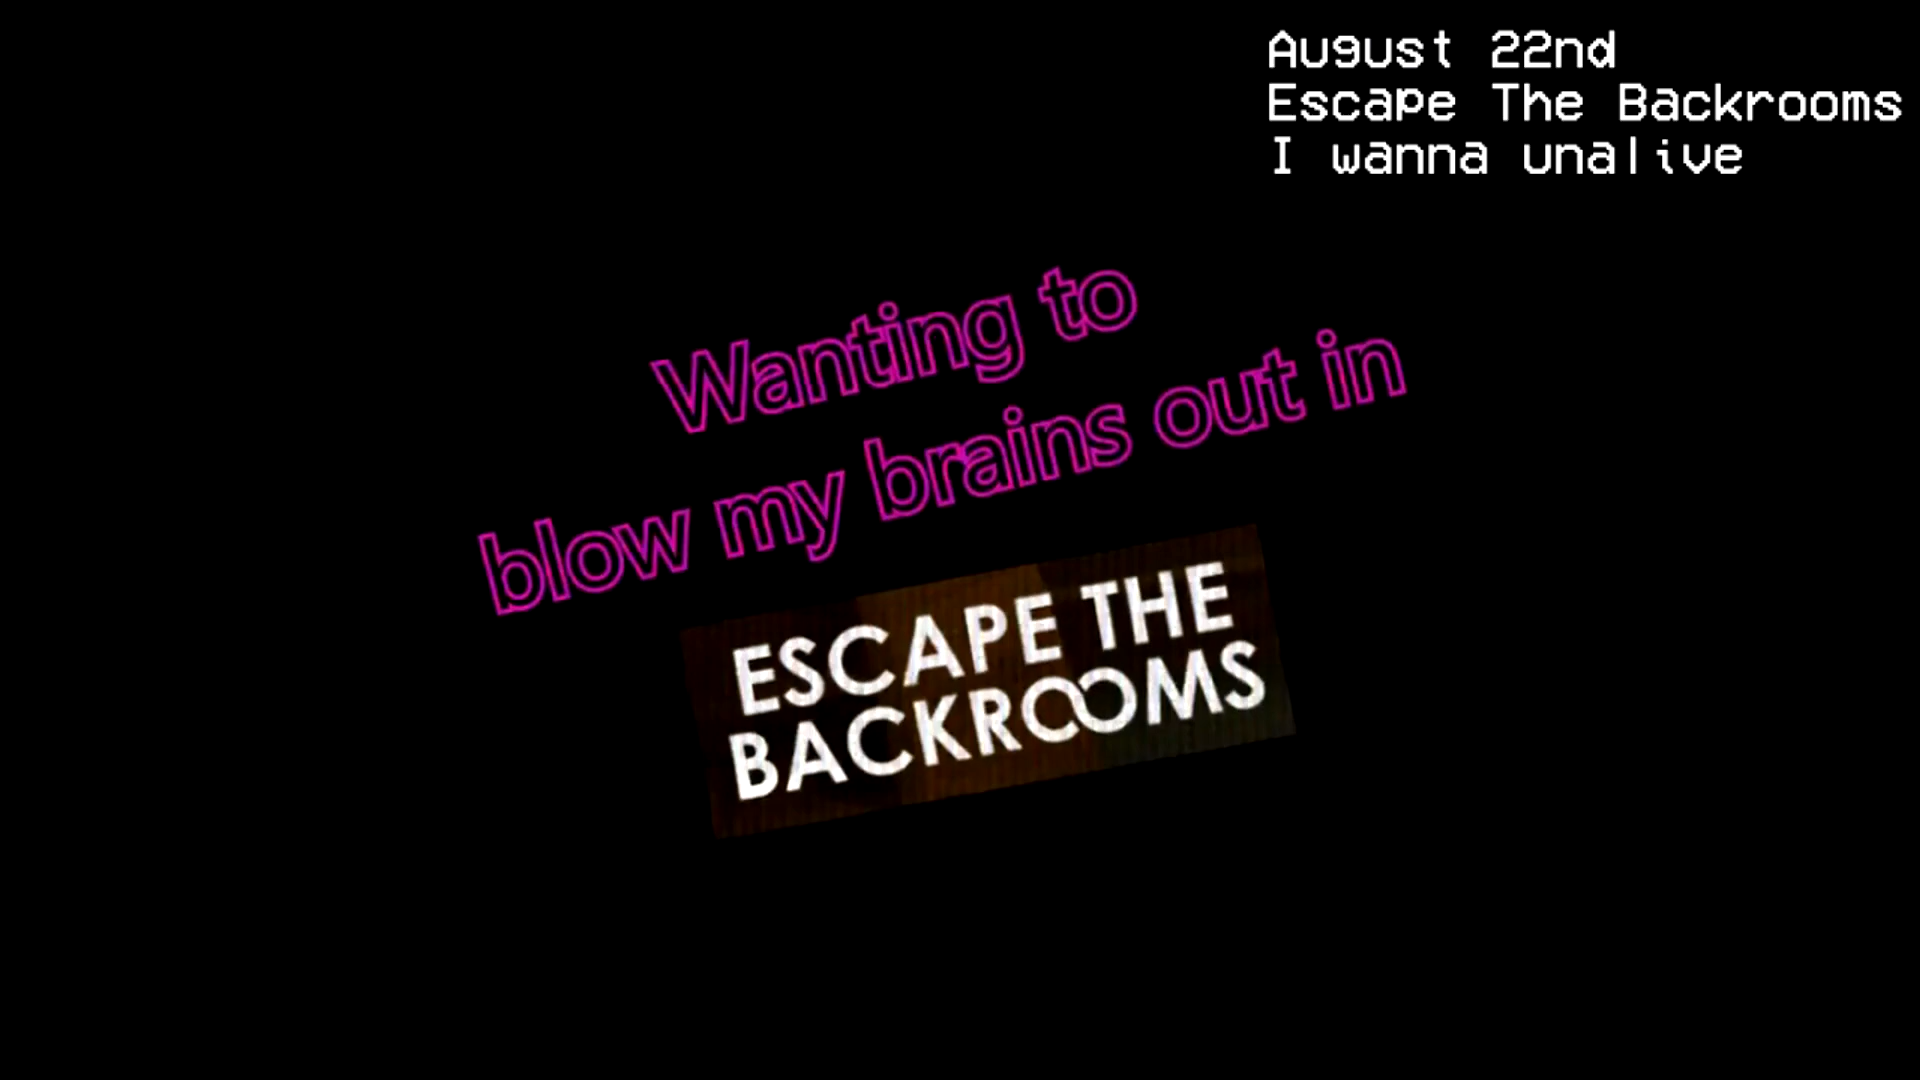 August 22nd
Escape The Backrooms
I wanna unalive
Wanting to
blow my brains out in
ESCAPE THE
BACKROOMS